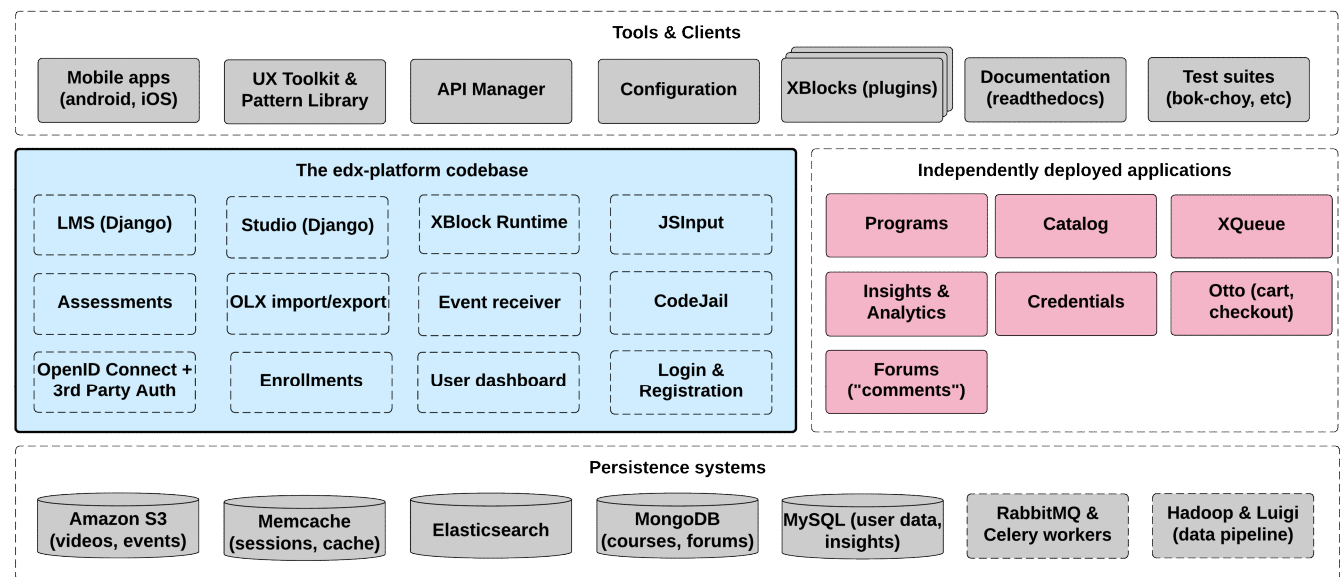 Tools & Clients
Mobile apps
(android, iOS)
UX Toolkit &
Pattern Library
API Manager
Configuration
XBlocks (plugins)
Documentation
(readthedocs)
Test suites
(bok-choy, etc)
The edx-platform codebase
LMS (Django)
Studio (Django)
XBlock Runtime
JSInput
Assessments
OLX import/export
Event receiver
CodeJail
OpenID Connect +
3rd Party Auth
Enrollments
User dashboard
Login &
Registration
Independently deployed applications
Programs
Catalog
XQueue
Insights &
Analytics
Credentials
Otto (cart,
checkout)
Forums
("comments")
Persistence systems
Amazon S3
(videos, events)
Memcache
(sessions, cache)
Elasticsearch
MongoDB
(courses, forums)
MySQL (user data,
insights)
RabbitMQ &
Celery workers
Hadoop & Luigi
(data pipeline)